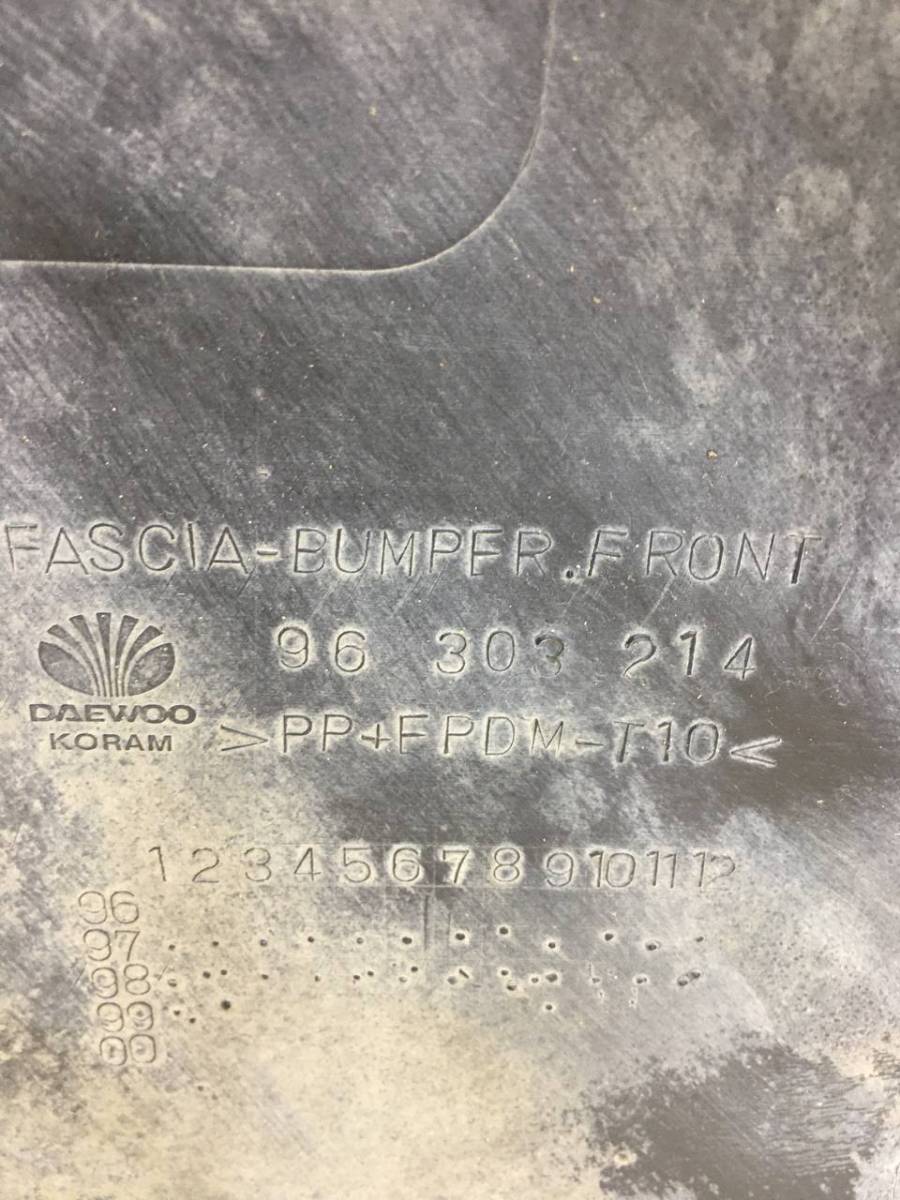 FASCIA-BUMPER.FRONT
96 303 214
DAEWOO
KORAM
>PP+EPDM-T10<
1 2 3 4 5 6 7 8 9 10 11 12
96
97
98
99
00